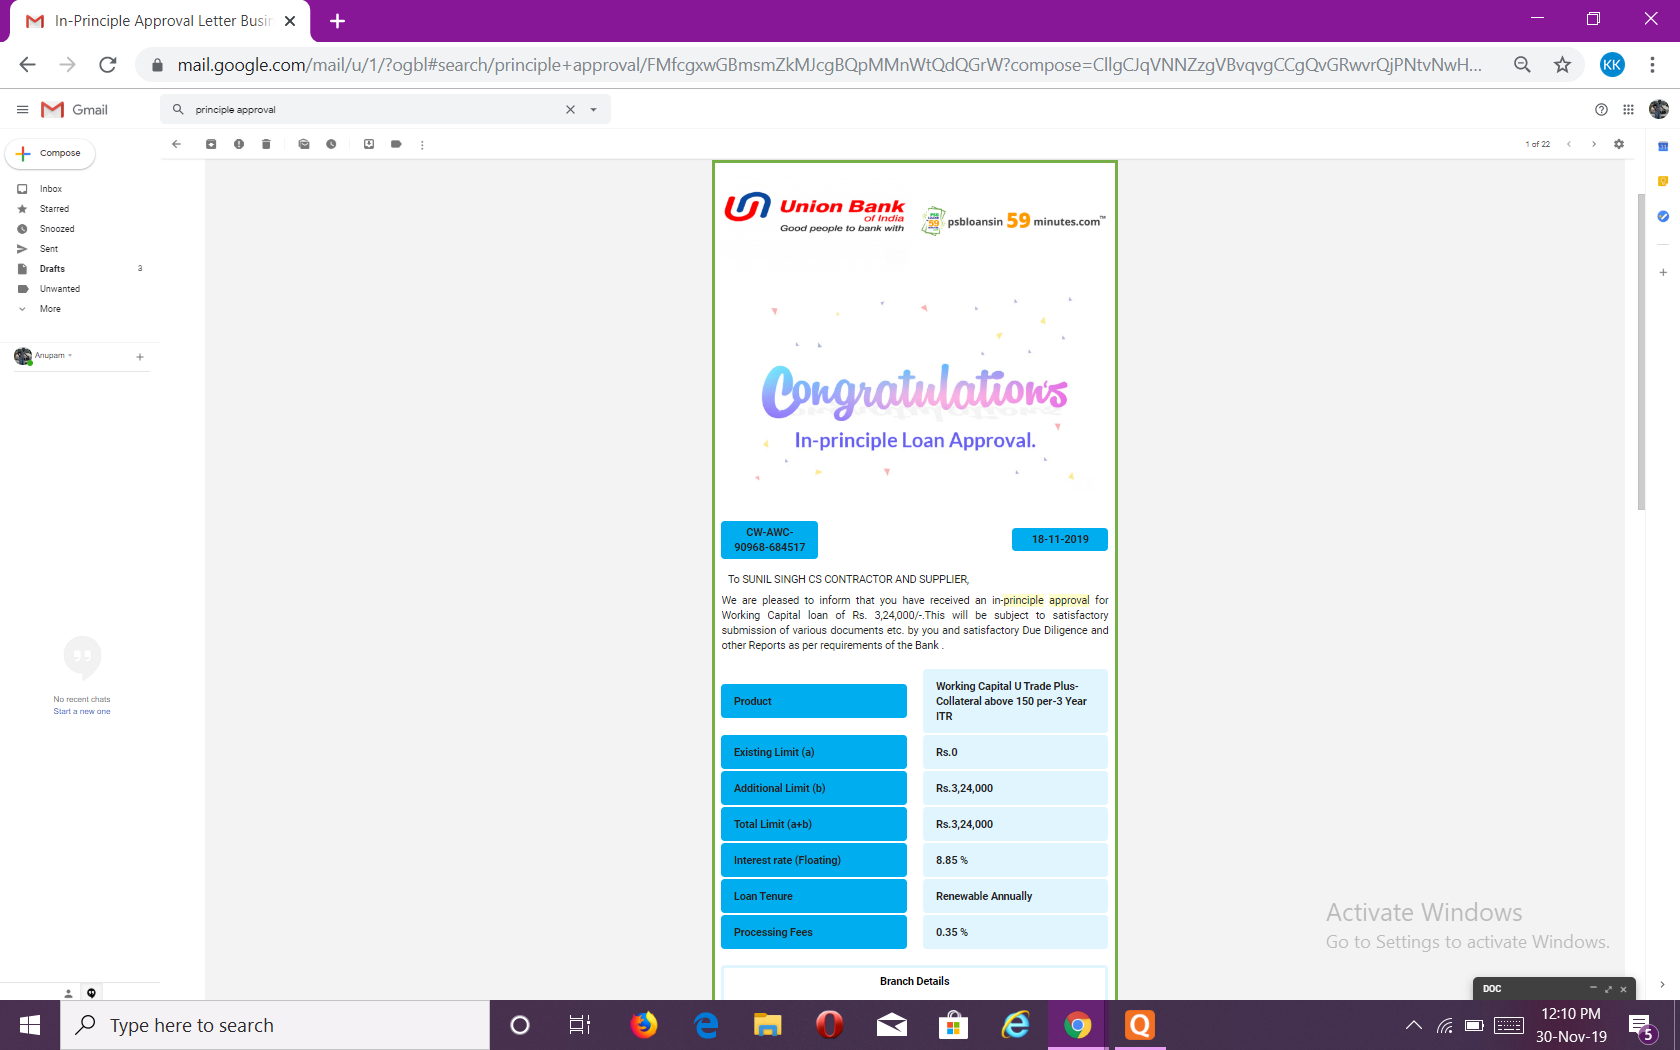 In-Principle Approval Letter Busin
mail.google.com/mail/u/1/?ogbl#search/principle+approval/FMfcgxwGBmsmZkMJcgBQpMMnWtQdQGrW?compose=CllgCJqVNNZzgVBvqvgCCgQvGRwvrQjPNtvNwH...
KK
Gmail
principle approval
Compose
1 of 22
Inbox
Starred
Snoozed
Sent
Drafts 3
Unwanted
More
Anupam
No recent chats
Start a new one
Union Bank
of India
Good people to bank with
PSB LOANS 59
psbloansin 59 minutes.com™
Congratulations
In-principle Loan Approval.
CW-AWC-
90968-684517
18-11-2019
To SUNIL SINGH CS CONTRACTOR AND SUPPLIER,
We are pleased to inform that you have received an in-principle approval for
Working Capital loan of Rs. 3,24,000/-.This will be subject to satisfactory
submission of various documents etc. by you and satisfactory Due Diligence and
other Reports as per requirements of the Bank .
Product Working Capital U Trade Plus-
Collateral above 150 per-3 Year
ITR
Existing Limit (a) Rs.0
Additional Limit (b) Rs.3,24,000
Total Limit (a+b) Rs.3,24,000
Interest rate (Floating) 8.85 %
Loan Tenure Renewable Annually
Processing Fees 0.35 %
Branch Details
Activate Windows
Go to Settings to activate Windows.
DOC
Type here to search
12:10 PM
30-Nov-19
5